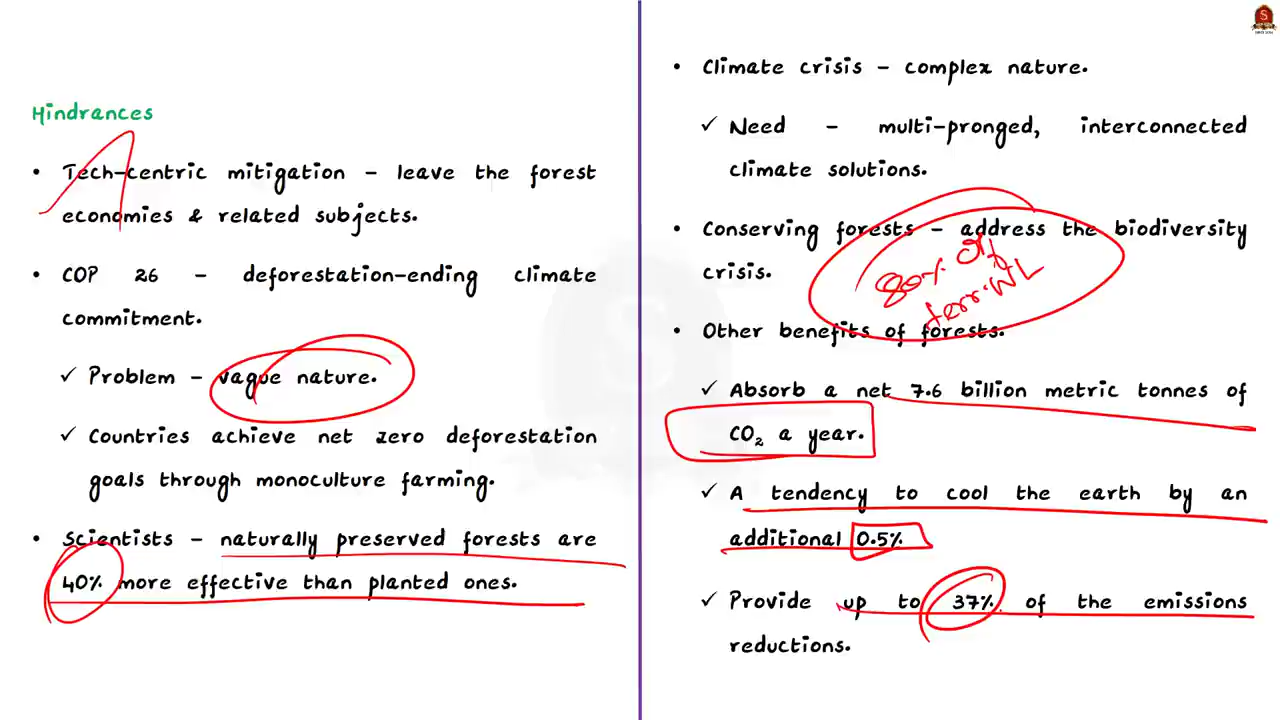 Hindrances
• Tech-centric mitigation – leave the forest
economies & related subjects.
• COP 26 – deforestation-ending climate
commitment.
✓ Problem – vague nature.
✓ Countries achieve net zero deforestation
goals through monoculture farming.
• Scientists – naturally preserved forests are
40% more effective than planted ones.
• Climate crisis – complex nature.
✓ Need – multi-pronged, interconnected
climate solutions.
• Conserving forests – address the biodiversity
crisis.
80% of
terr. WL
• Other benefits of forests.
✓ Absorb a net 7.6 billion metric tonnes of
CO₂ a year.
✓ A tendency to cool the earth by an
additional 0.5%
✓ Provide up to 37% of the emissions
reductions.